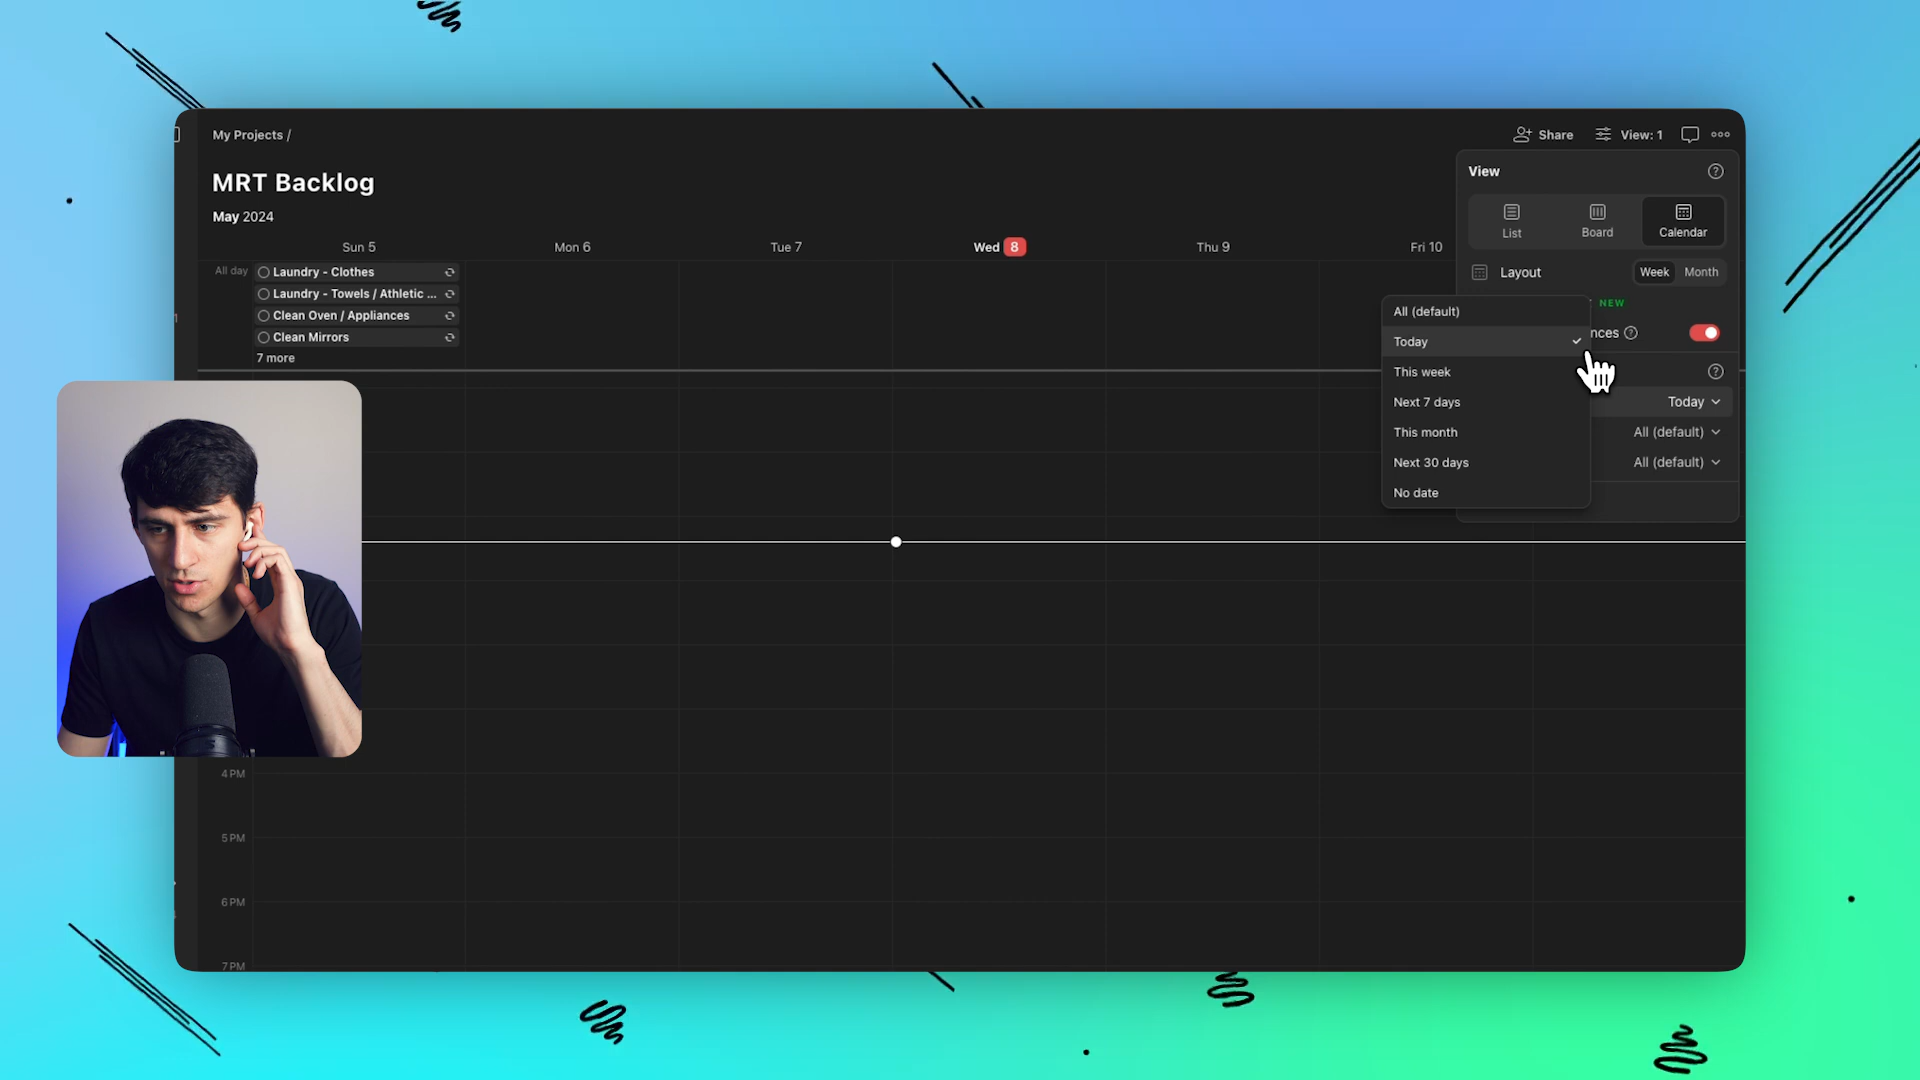 My Projects /
Share
View: 1
MRT Backlog
May 2024
Sun 5
Mon 6
Tue 7
Wed 8
Thu 9
Fri 10
All day
Laundry - Clothes
Laundry - Towels / Athletic ...
Clean Oven / Appliances
Clean Mirrors
7 more
4 PM
5 PM
6 PM
7 PM
View
List
Board
Calendar
Layout
Week
Month
NEW
nces
Today
All (default)
All (default)
All (default)
Today
This week
Next 7 days
This month
Next 30 days
No date